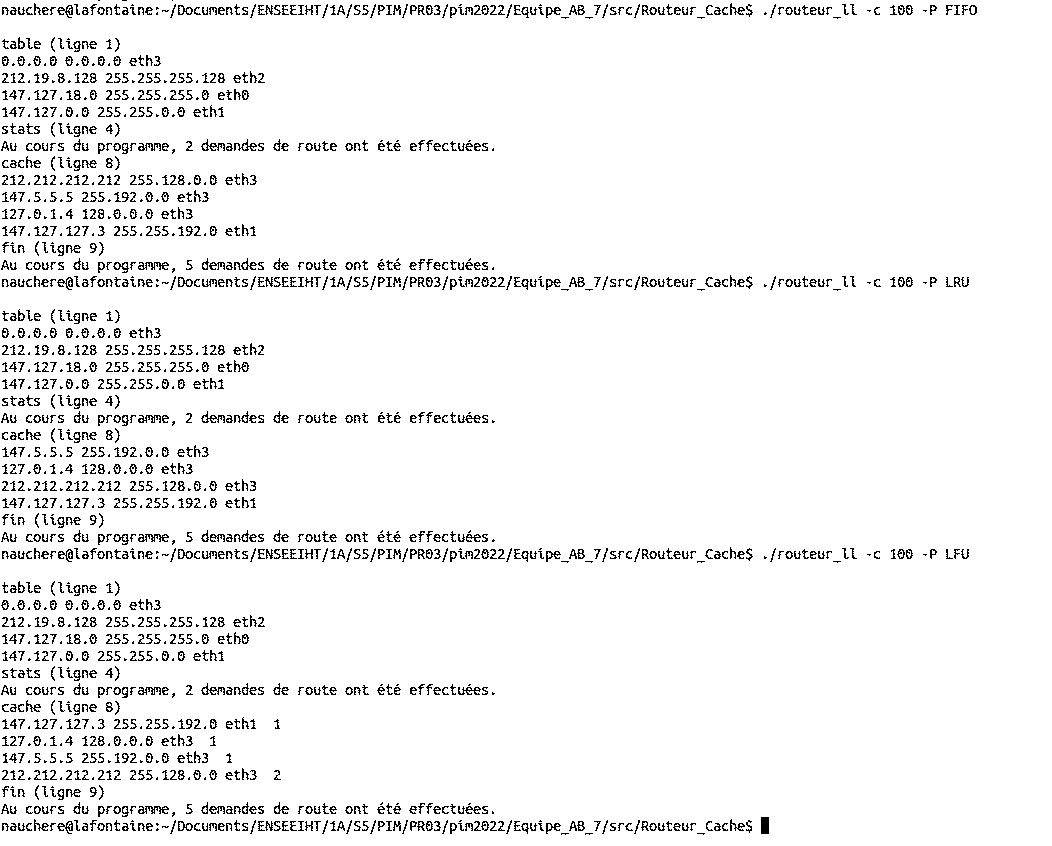 nauchere@lafontaine:~/Documents/ENSEEIHT/1A/S5/PIM/PR03/pim2022/Equipe_AB_7/src/Routeur_Cache$ ./routeur_ll -c 100 -P FIFO
table (ligne 1)
0.0.0.0 0.0.0.0 eth3
212.19.8.128 255.255.255.128 eth2
147.127.18.0 255.255.255.0 eth0
147.127.0.0 255.255.0.0 eth1
stats (ligne 4)
Au cours du programme, 2 demandes de route ont été effectuées.
cache (ligne 8)
212.212.212.212 255.128.0.0 eth3
147.5.5.5 255.192.0.0 eth3
127.0.1.4 128.0.0.0 eth3
147.127.127.3 255.255.192.0 eth1
fin (ligne 9)
Au cours du programme, 5 demandes de route ont été effectuées.
nauchere@lafontaine:~/Documents/ENSEEIHT/1A/S5/PIM/PR03/pim2022/Equipe_AB_7/src/Routeur_Cache$ ./routeur_ll -c 100 -P LRU
table (ligne 1)
0.0.0.0 0.0.0.0 eth3
212.19.8.128 255.255.255.128 eth2
147.127.18.0 255.255.255.0 eth0
147.127.0.0 255.255.0.0 eth1
stats (ligne 4)
Au cours du programme, 2 demandes de route ont été effectuées.
cache (ligne 8)
147.5.5.5 255.192.0.0 eth3
127.0.1.4 128.0.0.0 eth3
212.212.212.212 255.128.0.0 eth3
147.127.127.3 255.255.192.0 eth1
fin (ligne 9)
Au cours du programme, 5 demandes de route ont été effectuées.
nauchere@lafontaine:~/Documents/ENSEEIHT/1A/S5/PIM/PR03/pim2022/Equipe_AB_7/src/Routeur_Cache$ ./routeur_ll -c 100 -P LFU
table (ligne 1)
0.0.0.0 0.0.0.0 eth3
212.19.8.128 255.255.255.128 eth2
147.127.18.0 255.255.255.0 eth0
147.127.0.0 255.255.0.0 eth1
stats (ligne 4)
Au cours du programme, 2 demandes de route ont été effectuées.
cache (ligne 8)
147.127.127.3 255.255.192.0 eth1  1
127.0.1.4 128.0.0.0 eth3  1
147.5.5.5 255.192.0.0 eth3  1
212.212.212.212 255.128.0.0 eth3  2
fin (ligne 9)
Au cours du programme, 5 demandes de route ont été effectuées.
nauchere@lafontaine:~/Documents/ENSEEIHT/1A/S5/PIM/PR03/pim2022/Equipe_AB_7/src/Routeur_Cache$